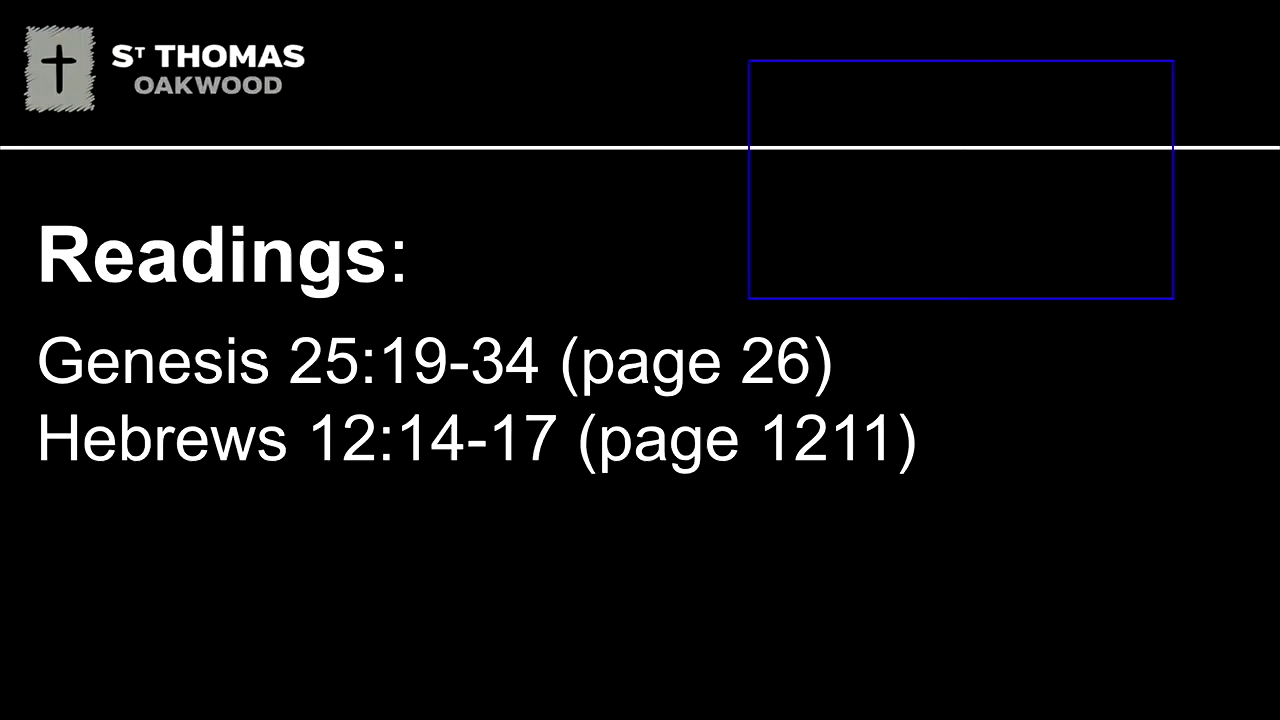 ST THOMAS
OAKWOOD
Readings:
Genesis 25:19-34 (page 26)
Hebrews 12:14-17 (page 1211)